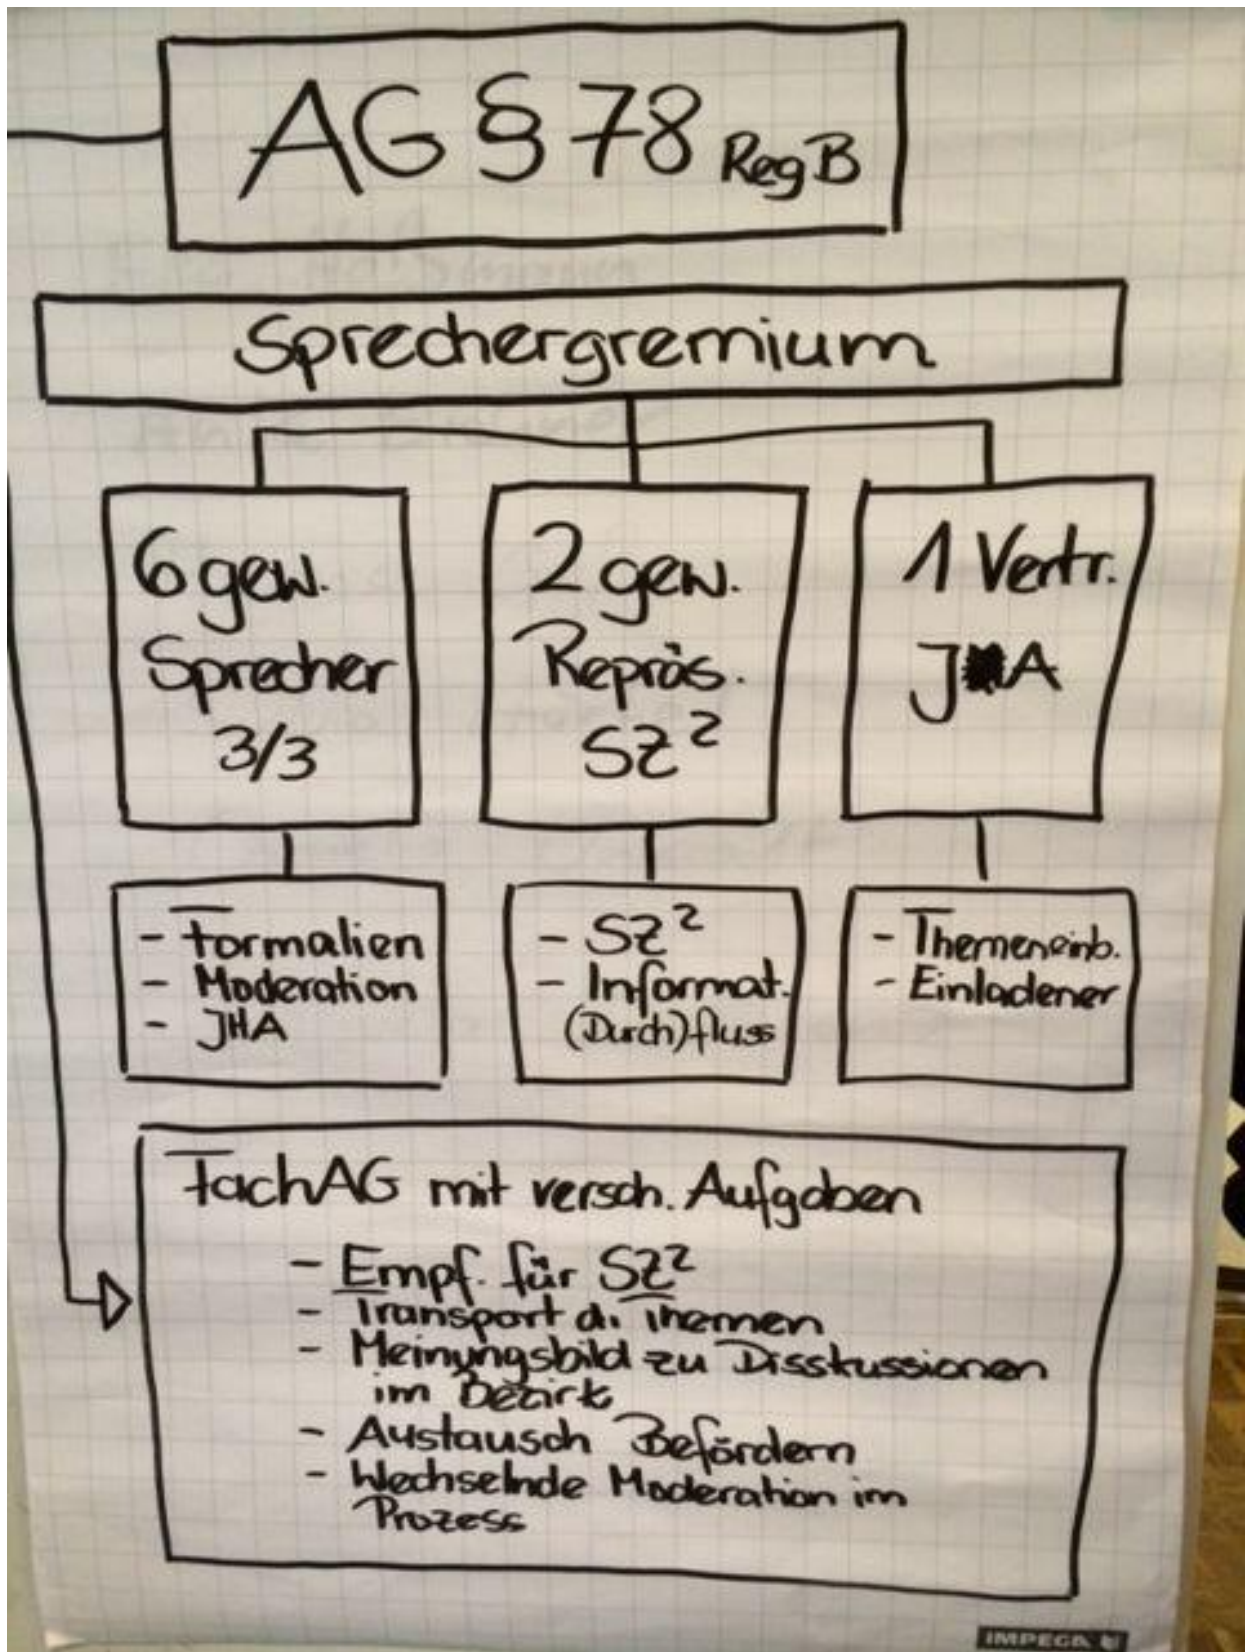 AG § 78 RegB
Sprechergremium
6 gew.
Sprecher
3/3
2 gew.
Repräs.
SZ²
1 Vertr.
J A
- Formalien
- Moderation
- JHA
- SZ²
- Informat.
(Durch)fluss
- Themeneinb.
- Einladener
FachAG mit versch. Aufgaben
- Empf. für SZ²
- Transport d. Themen
- Meinungsbild zu Disskussionen
im Bezirk
- Austausch Befördern
- Wechselnde Moderation im
Prozess
IMPEGA